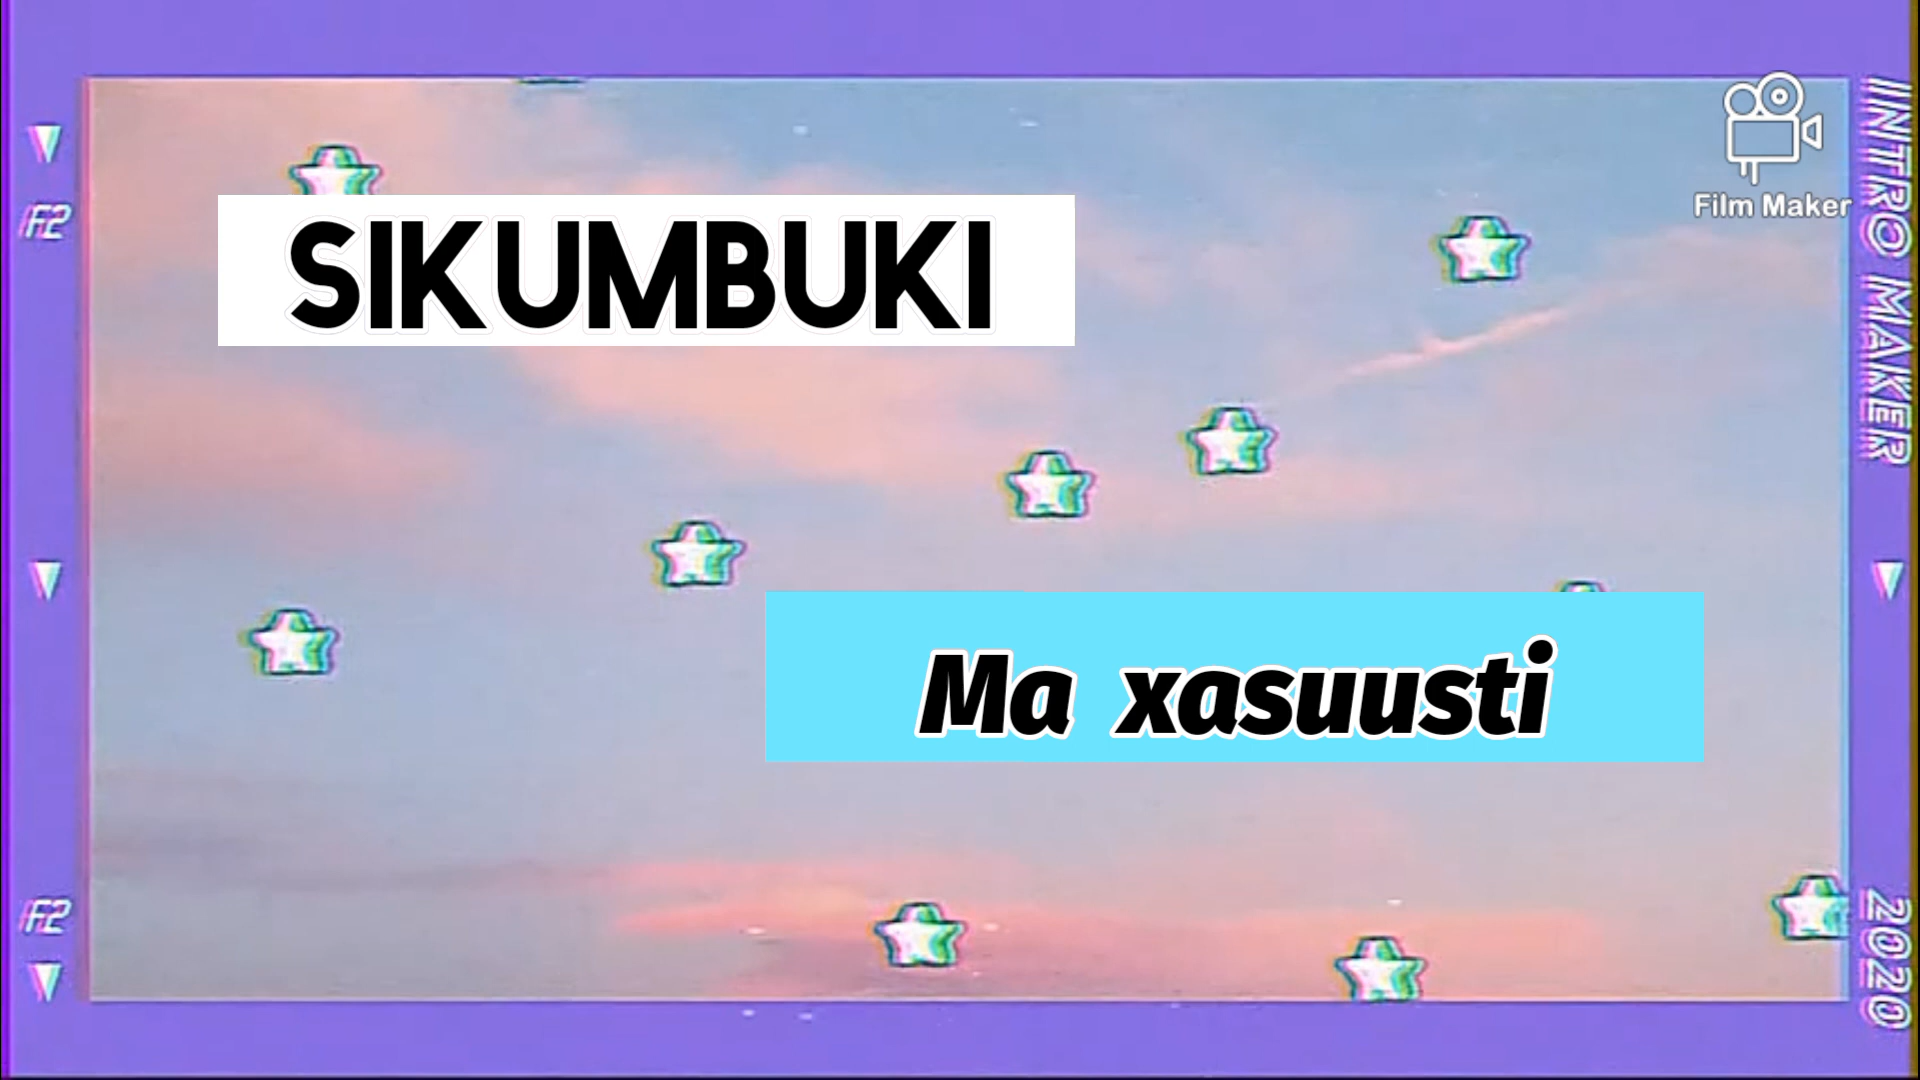 F2
SIKUMBUKI
Film Maker
INTRO MAKER
Ma xasuusti
F2
2020